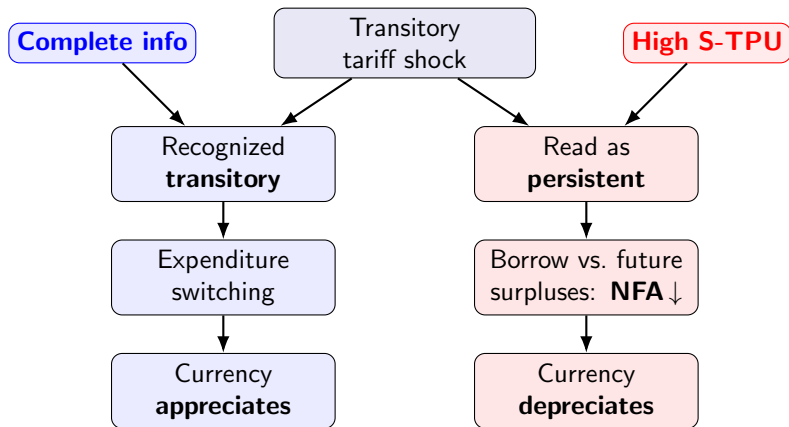 Complete info
Transitory
tariff shock
High S-TPU
Recognized
transitory
Read as
persistent
Expenditure
switching
Borrow vs. future
surpluses: NFA ↓
Currency
appreciates
Currency
depreciates